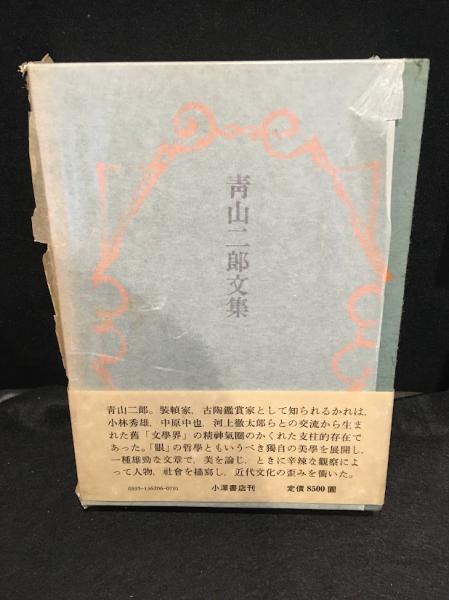 靑山二郎文集
青山二郎。裝幀家、古陶鑑賞家として知られるかれは、
小林秀雄、中原中也、河上徹太郎らとの交流から生ま
れた舊「文學界」の精神氣圏のかくれた支柱的存在で
あった。「眼」の哲學ともいうべき獨自の美學を展開し、
一種雄勁な文章で、美を論じ、ときに辛辣な觀察によ
って人物、社會を描寫し、近代文化の歪みを衝いた。
小澤書店刊
定價8500圓